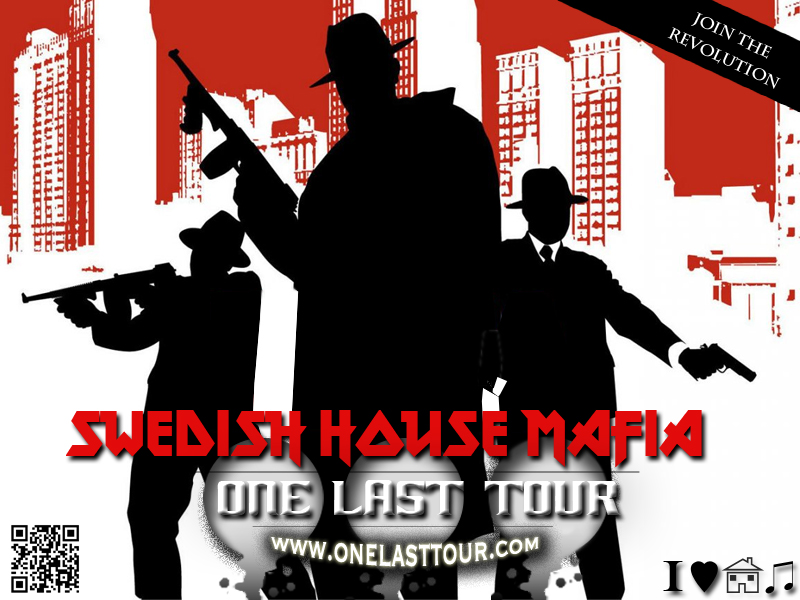 JOIN THE
REVOLUTION
SWEDISH HOUSE MAFIA
ONE LAST TOUR
WWW.ONELASTTOUR.COM
I ♥ 🏠 ♫